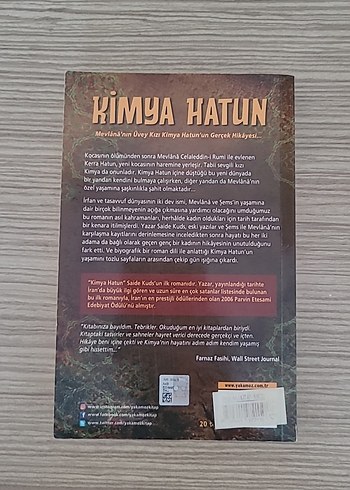 KİMYA HATUN
Mevlânâ'nın Üvey Kızı Kimya Hatun'un Gerçek Hikâyesi...
Kocasının ölümünden sonra Mevlânâ Celaleddin-i Rumi ile evlenen
Kerra Hatun, yeni kocasının haremine yerleşir. Tabii sevgili kızı
Kimya da onunladır. Kimya Hatun içine düştüğü bu yeni dünyada
bir yandan kendini bulmaya çalışırken, diğer yandan da Mevlânâ'nın
özel yaşamına şaşkınlıkla şahit olmaktadır...
İrfan ve tasavvuf dünyasının iki dev ismi, Mevlânâ ve Şems'in yaşamına
dair birçok bilinmeyenin açığa çıkmasına yardımcı olacağını umduğumuz
bu romanın asıl kahramanları, herhâlde kadın oldukları için tarih tarafından
bir kenara itilmişlerdi. Yazar Saide Kuds, eski yazılar ve Şems ile Mevlânâ'nın
karşılaşma kayıtlarını derinlemesine inceledikten sonra hayatı bu her iki
adama da bağlı olarak geçen genç bir kadının hikâyesinin unutulduğunu
fark etti. Ve biyografik bir roman dili ile anlattığı Kimya Hatun'un
yaşamını tozlu sayfaların arasından çekip gün ışığına çıkardı.
"Kimya Hatun" Saide Kuds'un ilk romanıdır. Yazar, yayınlandığı tarihte
İran'da büyük ilgi gören ve uzun süre en çok satanlar listesinde bulunan
bu ilk romanıyla, İran'ın en prestijli ödüllerinden olan 2006 Parvin Etesami
Edebiyat Ödülü'nü almıştır.
"Kitabınıza bayıldım. Tebrikler. Okuduğum en iyi kitaplardan biriydi.
Kitaptaki tasvirler ve sahneler hayret verici derecede gerçekçi ve içten.
Hikâye beni içine çekti ve Kimya'nın hayatını adım adım kendim yaşamış
gibi hissettim..."
Farnaz Fasihi, Wall Street Journal
www.yakamoz.com.tr
20